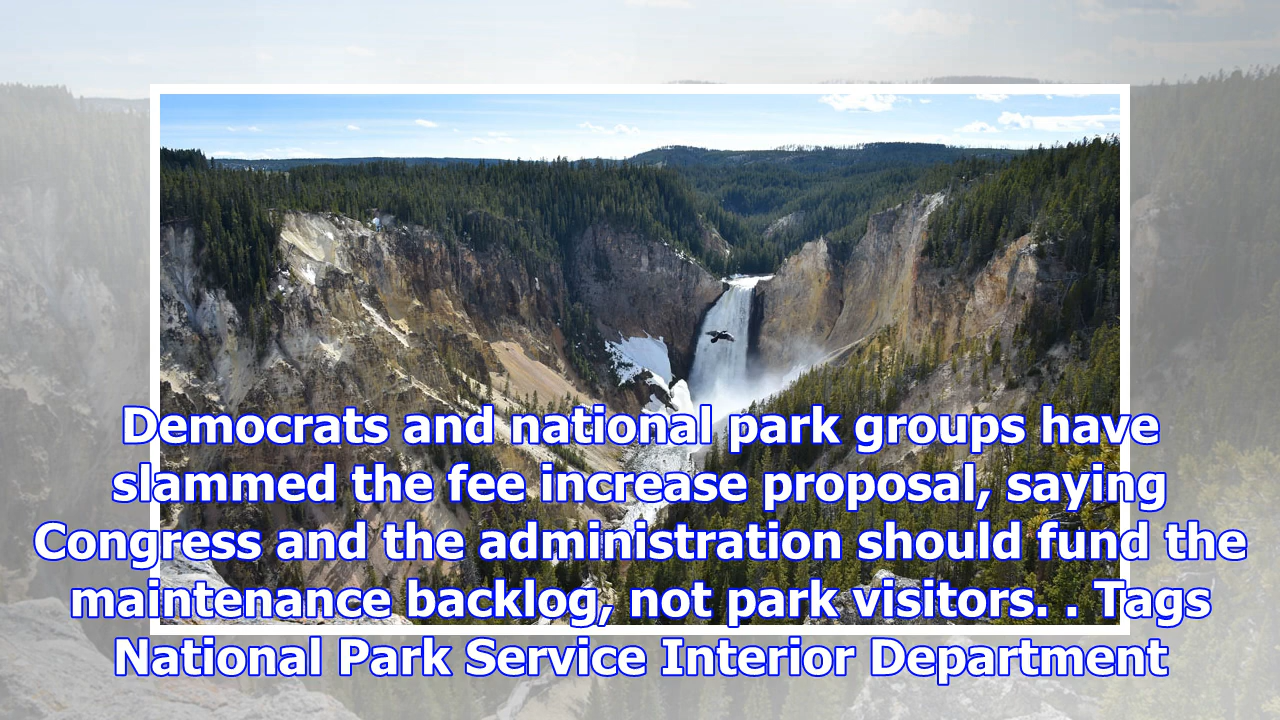 Democrats and national park groups have
slammed the fee increase proposal, saying
Congress and the administration should fund the
maintenance backlog, not park visitors. . Tags
National Park Service Interior Department